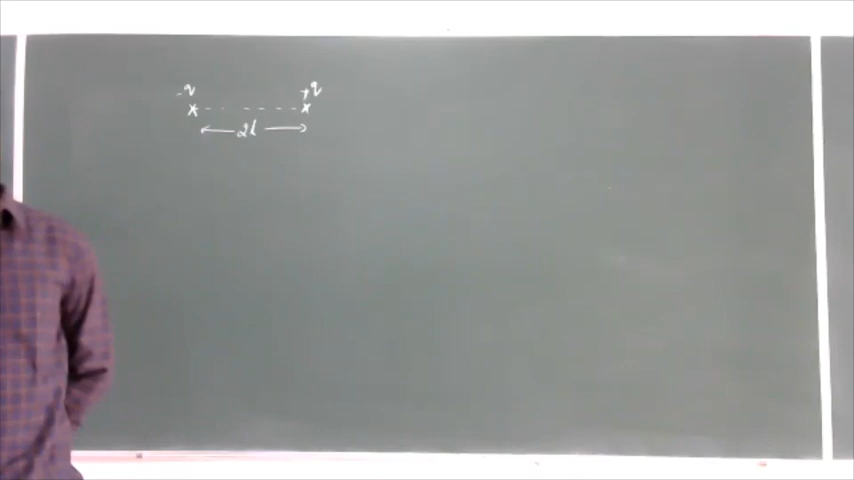 -q +q
x - - - - - - x
← 2l →